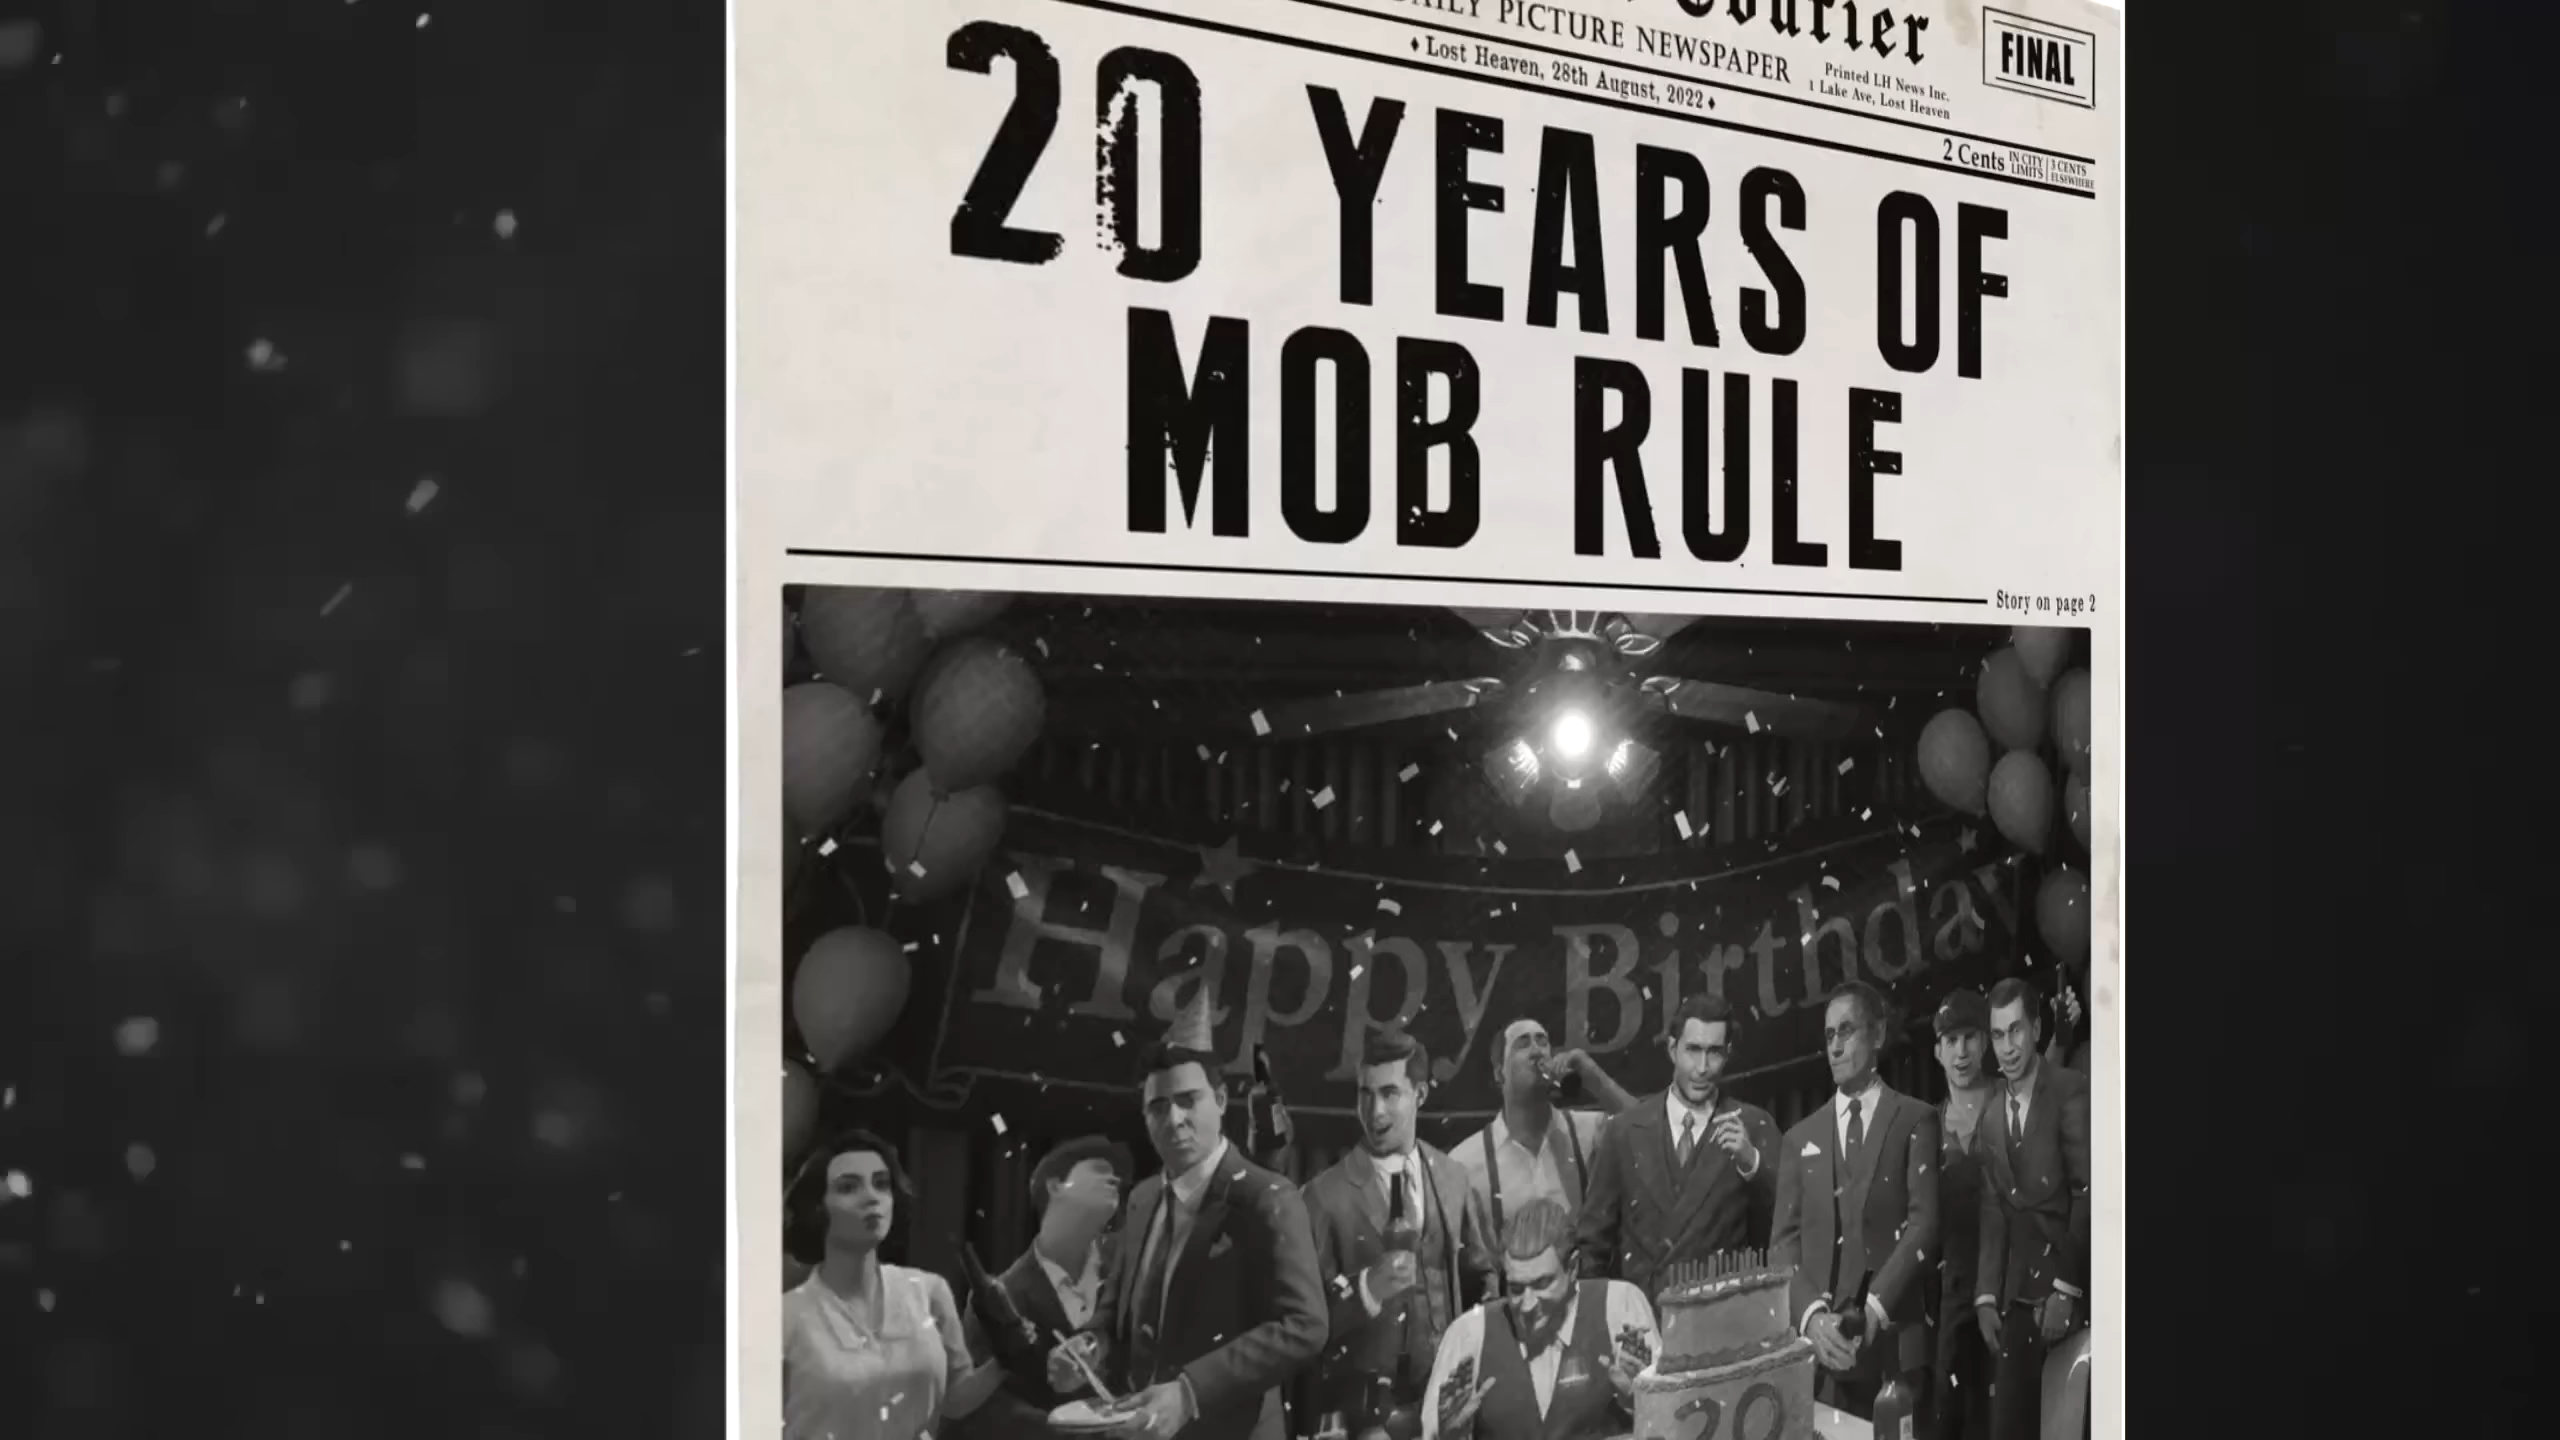 Courier
DAILY PICTURE NEWSPAPER
FINAL
♦ Lost Heaven, 28th August, 2022 ♦
Printed LH News Inc.
1 Lake Ave, Lost Heaven
2 Cents IN CITY LIMITS | 3 CENTS ELSEWHERE
20 YEARS OF
MOB RULE
Story on page 2
Happy Birthday
20